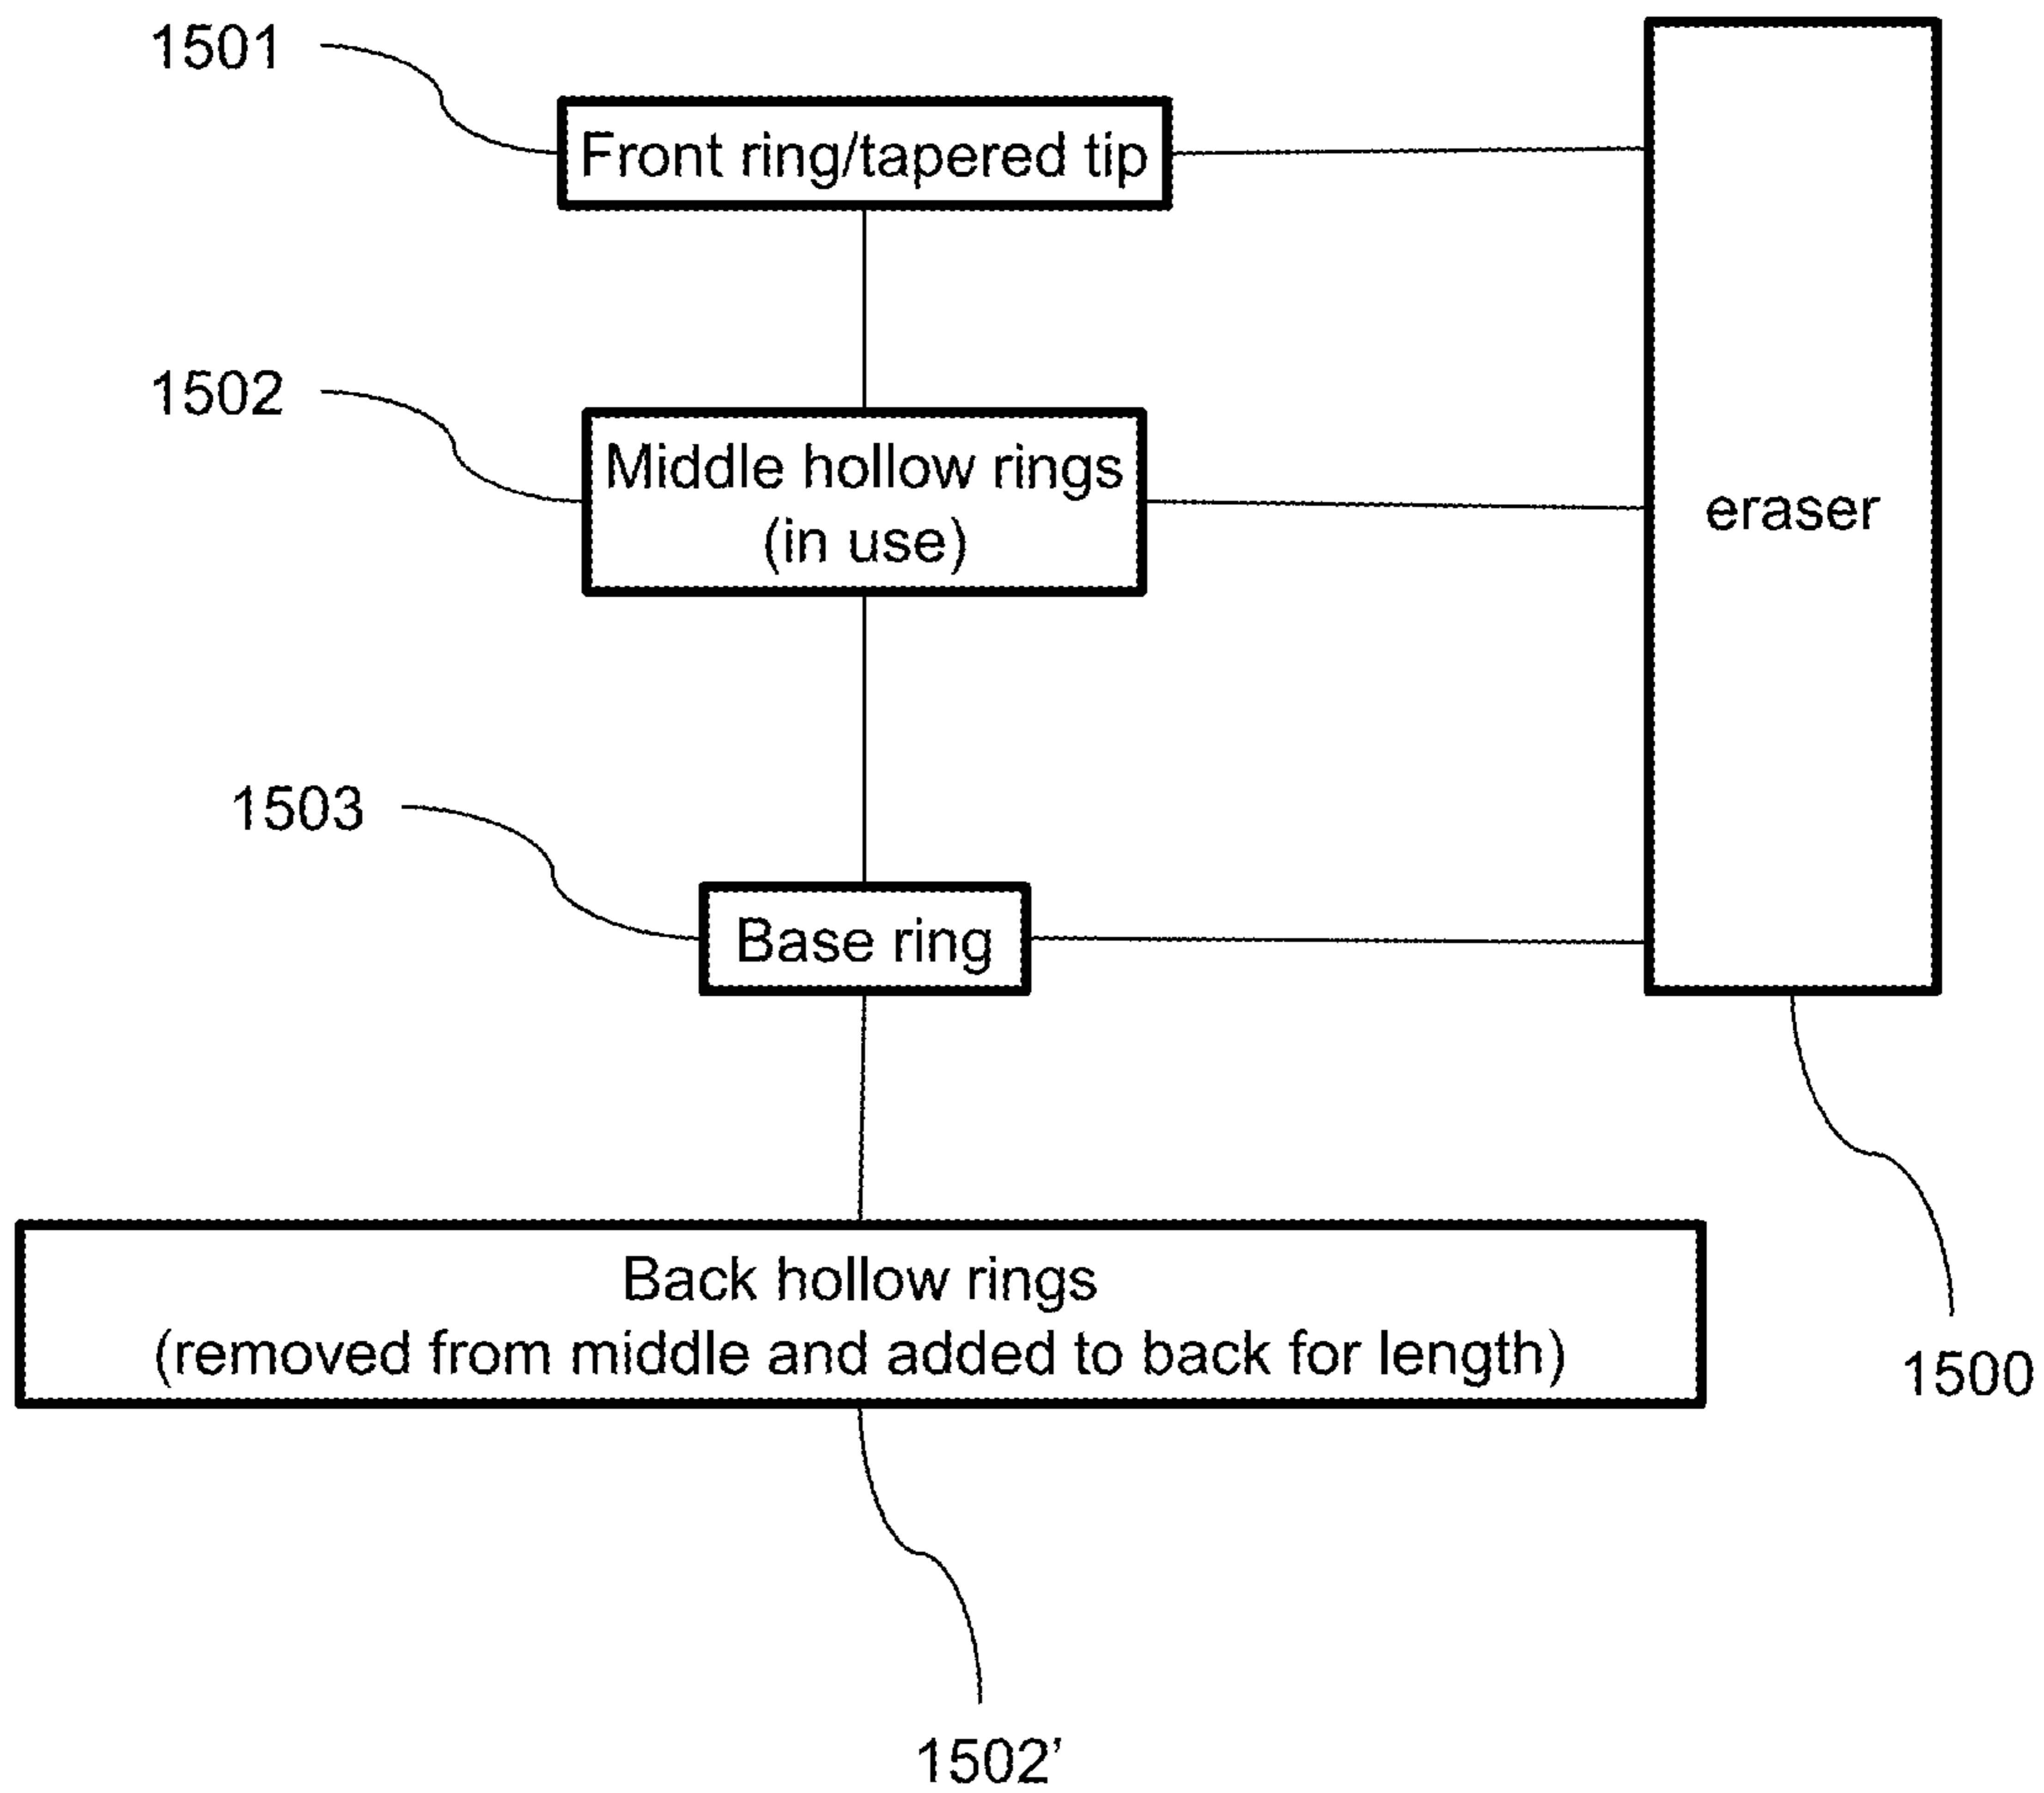 1501
Front ring/tapered tip
1502
Middle hollow rings
(in use)
eraser
1503
Base ring
Back hollow rings
(removed from middle and added to back for length)
1500
1502’